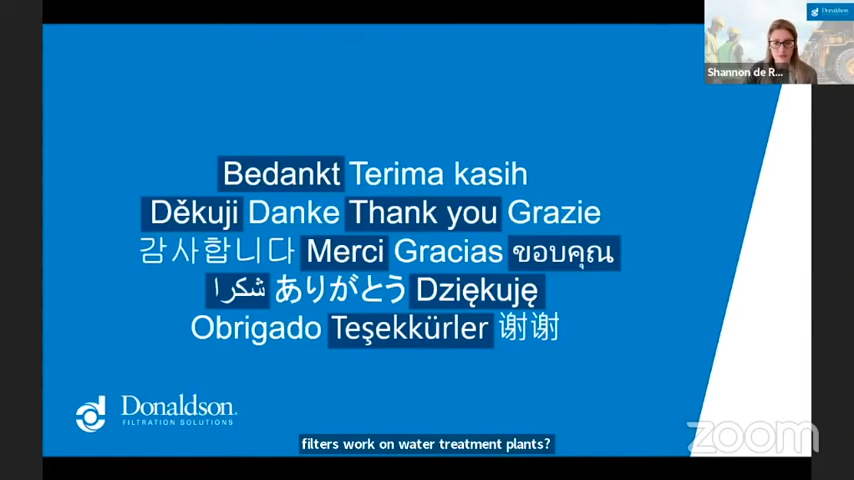 Donaldson
Shannon de R...
Bedankt Terima kasih
Děkuji Danke Thank you Grazie
감사합니다 Merci Gracias ขอบคุณ
شكرا ありがとう Dziękuję
Obrigado Teşekkürler 谢谢
Donaldson.
FILTRATION SOLUTIONS
filters work on water treatment plants?
zoom